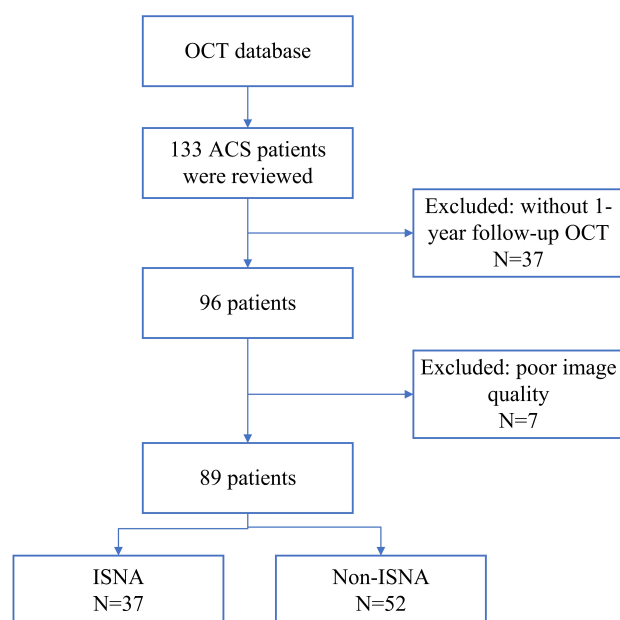 OCT database
133 ACS patients
were reviewed
Excluded: without 1-
year follow-up OCT
N=37
96 patients
Excluded: poor image
quality
N=7
89 patients
ISNA
N=37
Non-ISNA
N=52